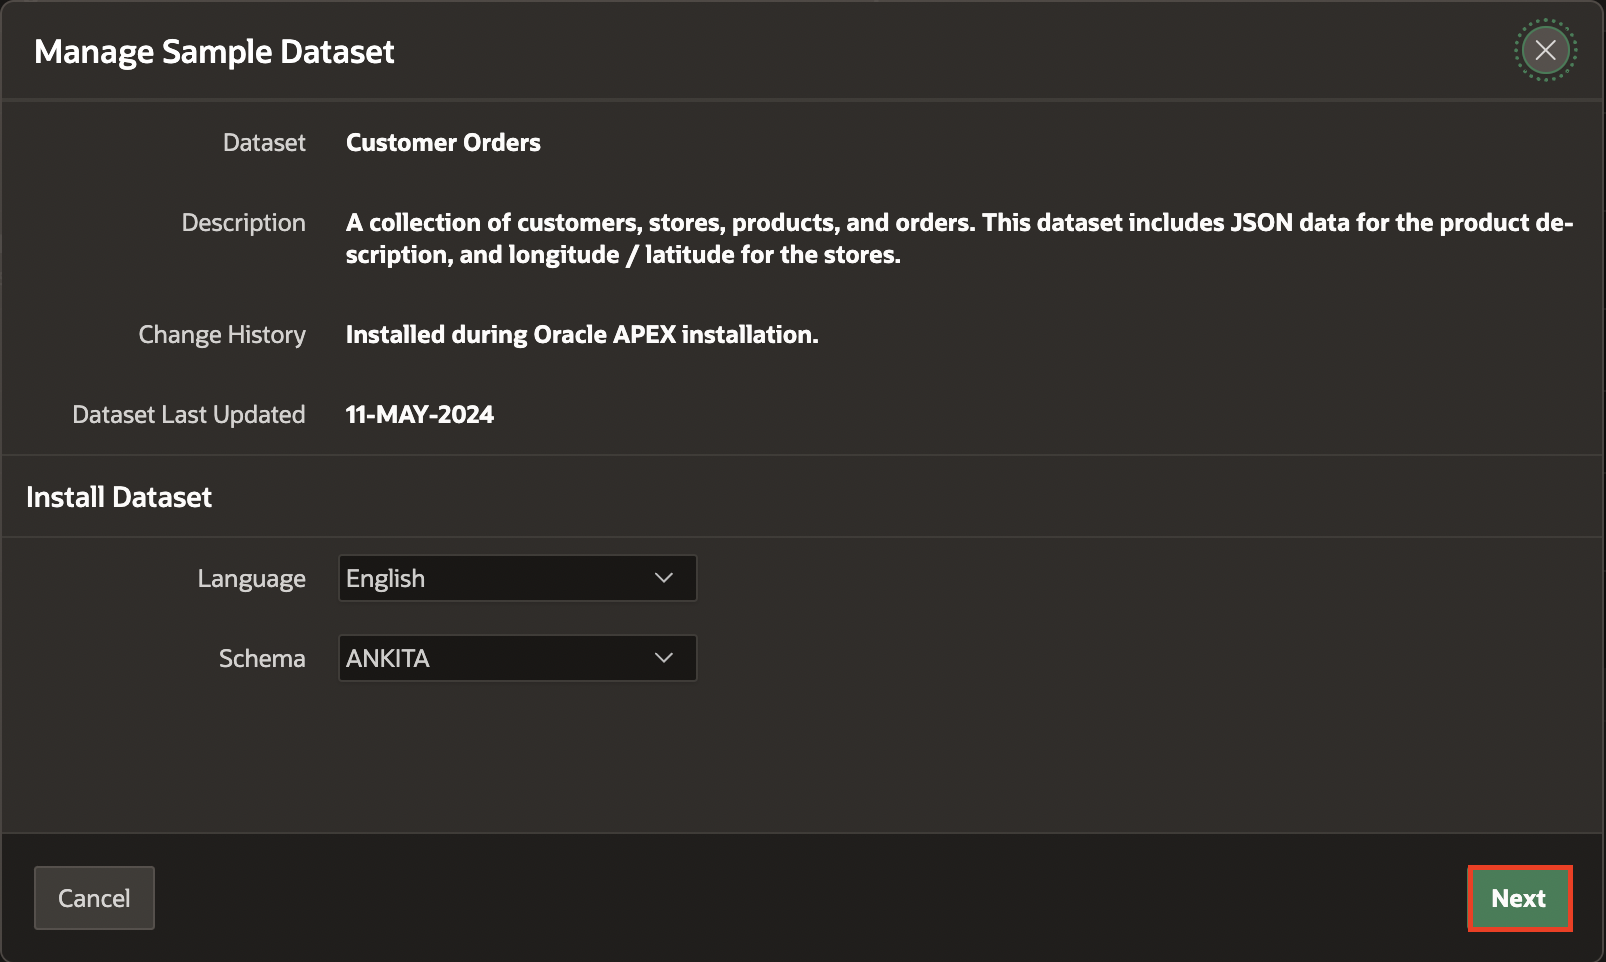 Manage Sample Dataset
Dataset Customer Orders
Description A collection of customers, stores, products, and orders. This dataset includes JSON data for the product de-
scription, and longitude / latitude for the stores.
Change History Installed during Oracle APEX installation.
Dataset Last Updated 11-MAY-2024
Install Dataset
Language English
Schema ANKITA
Cancel Next